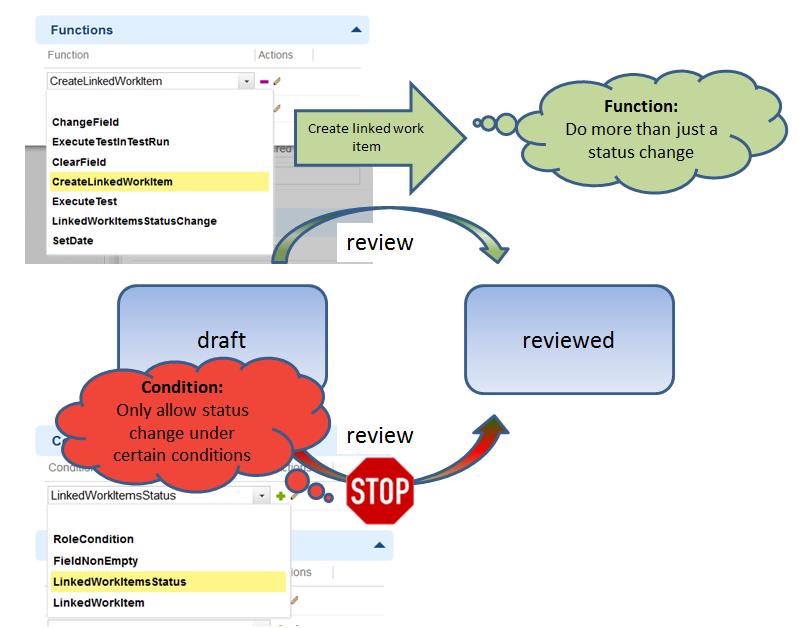 Functions
Function
Actions
CreateLinkedWorkItem
ChangeField
ExecuteTestInTestRun
ClearField
CreateLinkedWorkItem
ExecuteTest
LinkedWorkItemsStatusChange
SetDate
Create linked work
item
Function:
Do more than just a
status change
review
draft
reviewed
Condition:
Only allow status
change under
certain conditions
review
STOP
LinkedWorkItemsStatus
RoleCondition
FieldNonEmpty
LinkedWorkItemsStatus
LinkedWorkItem